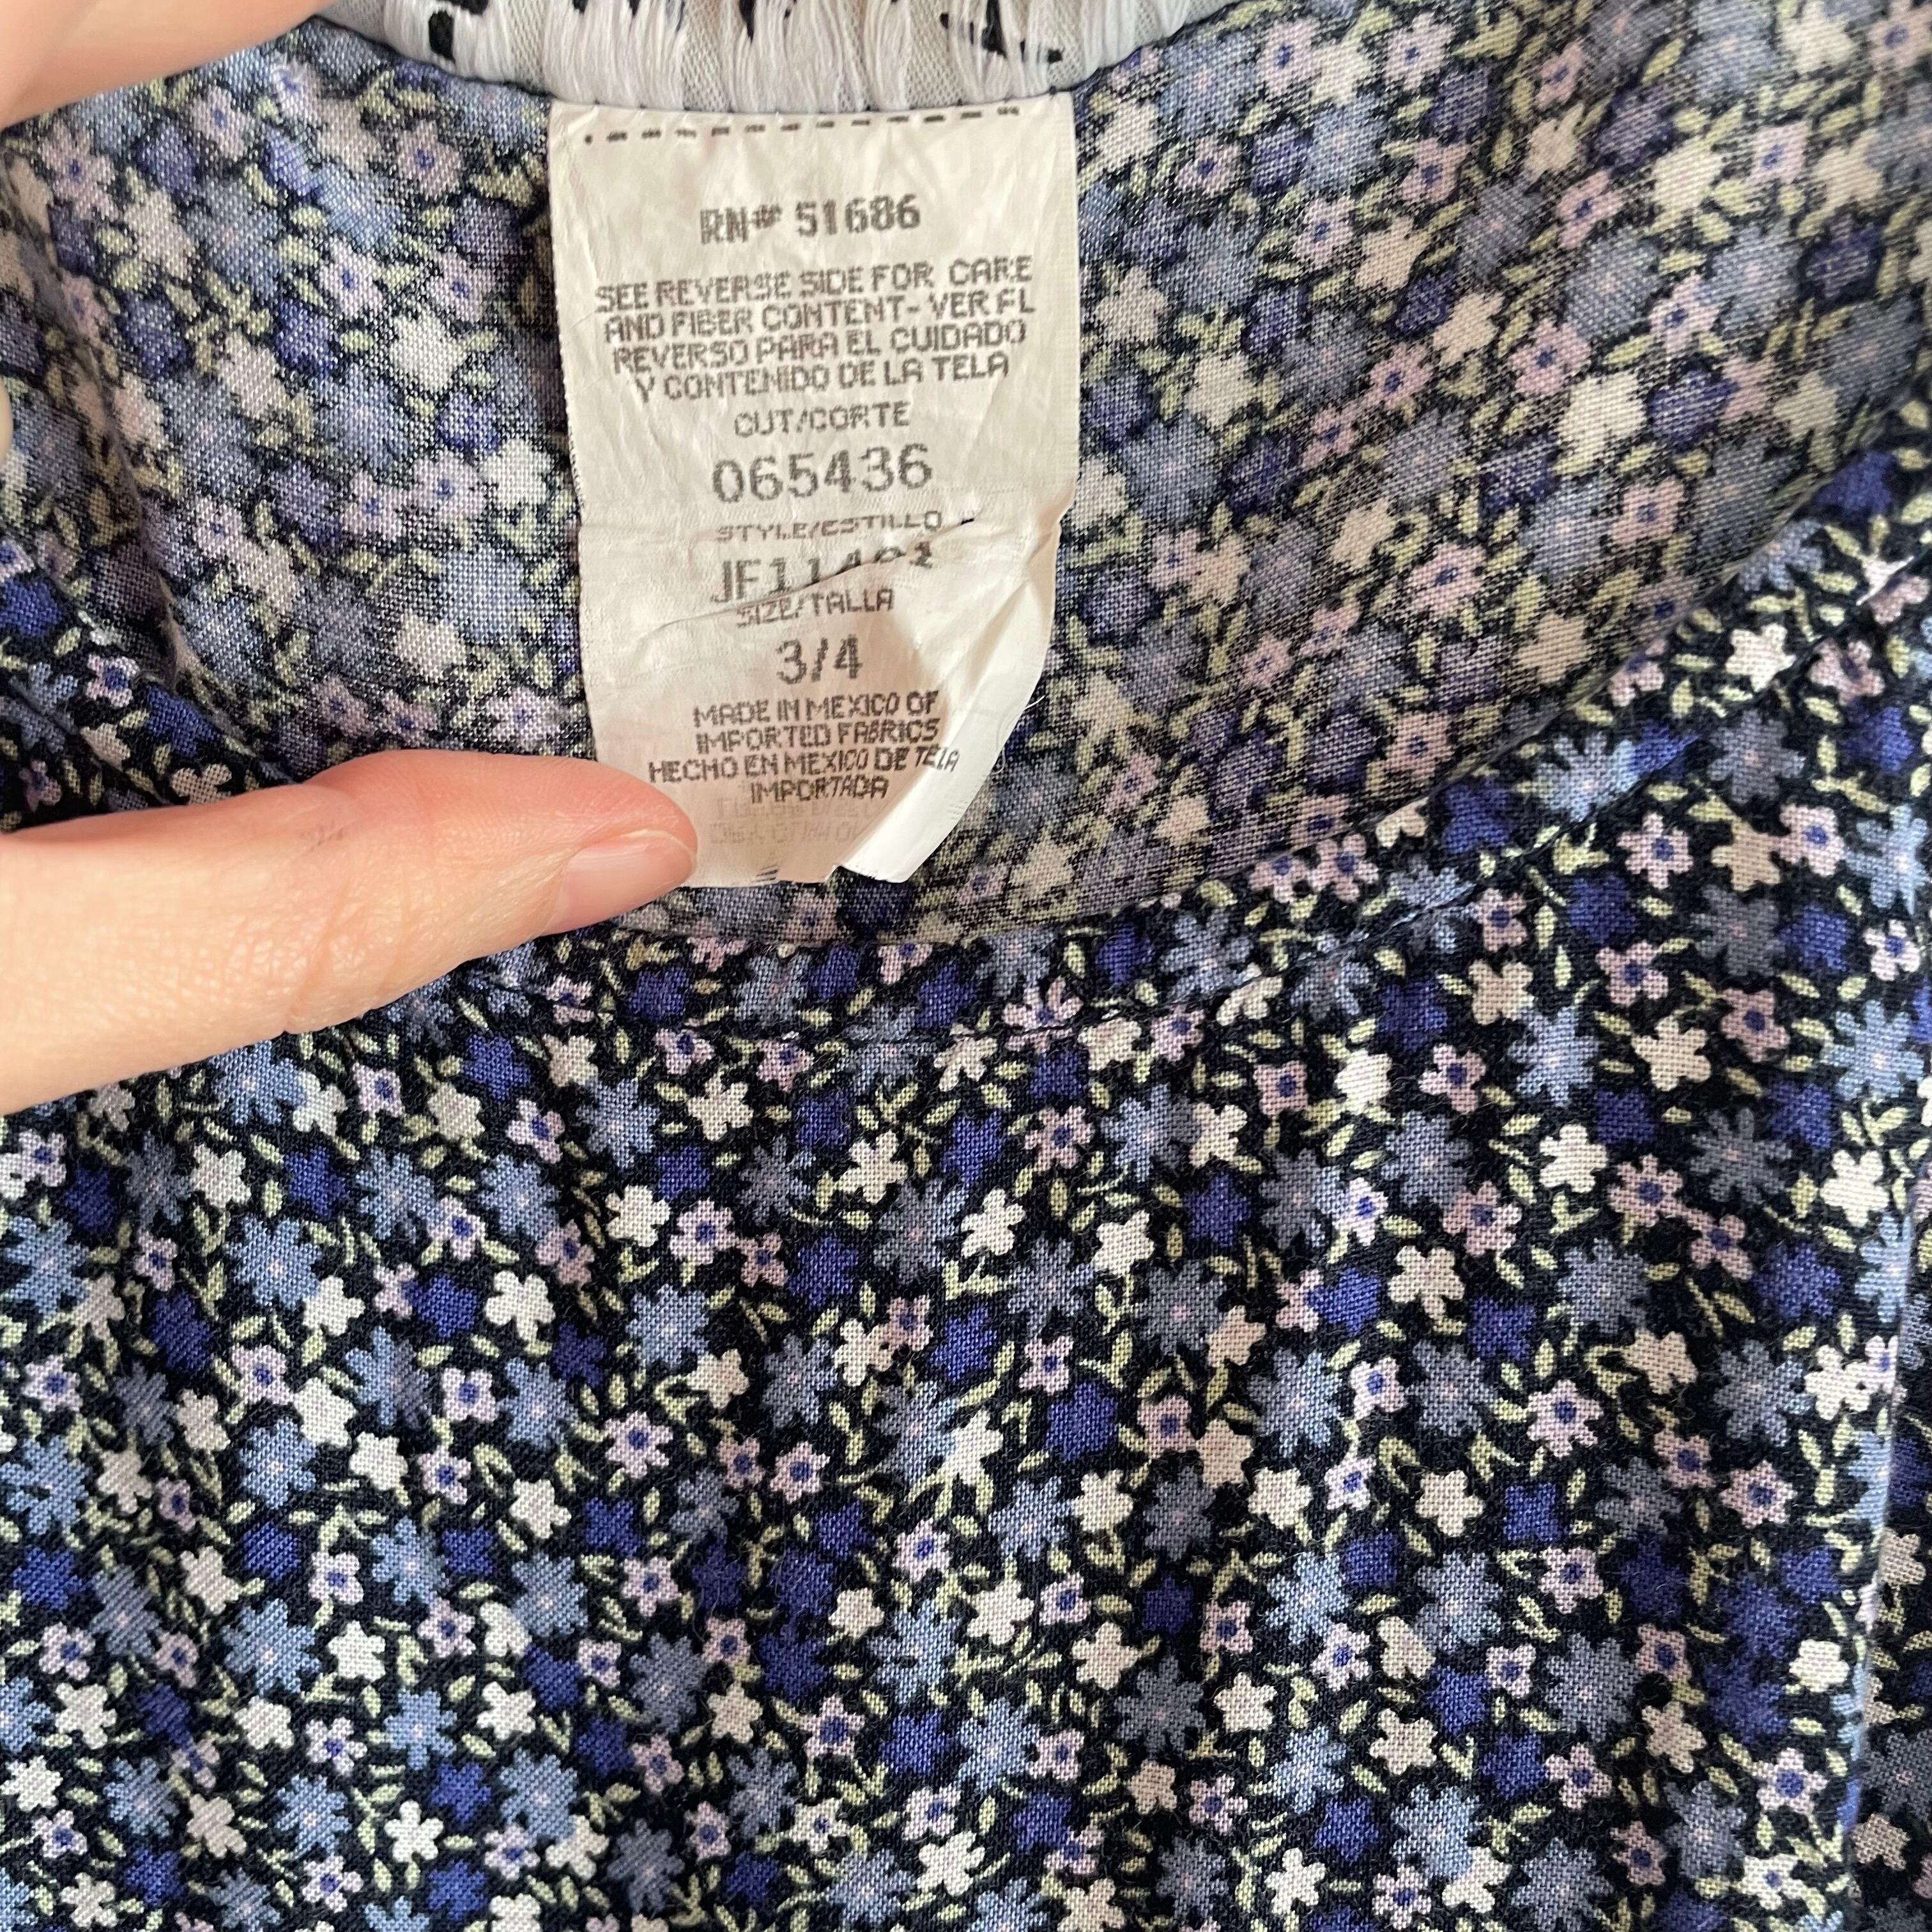 RN# 51686
SEE REVERSE SIDE FOR CARE
AND FIBER CONTENT- VER AL
REVERSO PARA EL CUIDADO
Y CONTENIDO DE LA TELA
CUT/CORTE
065436
STYLE/ESTILLO
SIZE/TALLA
3/4
MADE IN MEXICO OF
IMPORTED FABRICS
HECHO EN MEXICO DE TELA
IMPORTADA